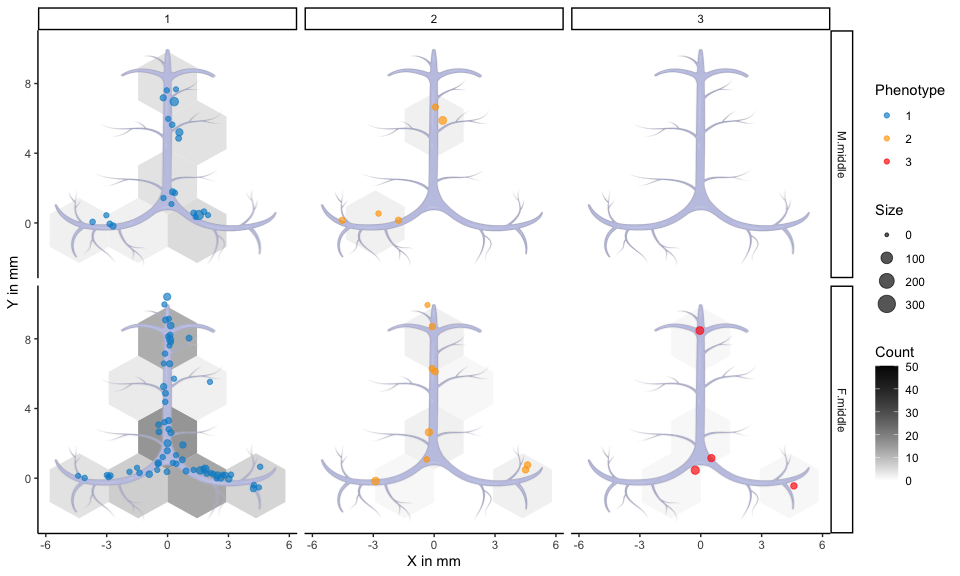 1 2 3
M.middle
F.middle
8
4
0
8
4
0
Y in mm
-6 -3 0 3 6 -6 -3 0 3 6 -6 -3 0 3 6
X in mm
Phenotype
1
2
3
Size
0
100
200
300
Count
50
40
30
20
10
0